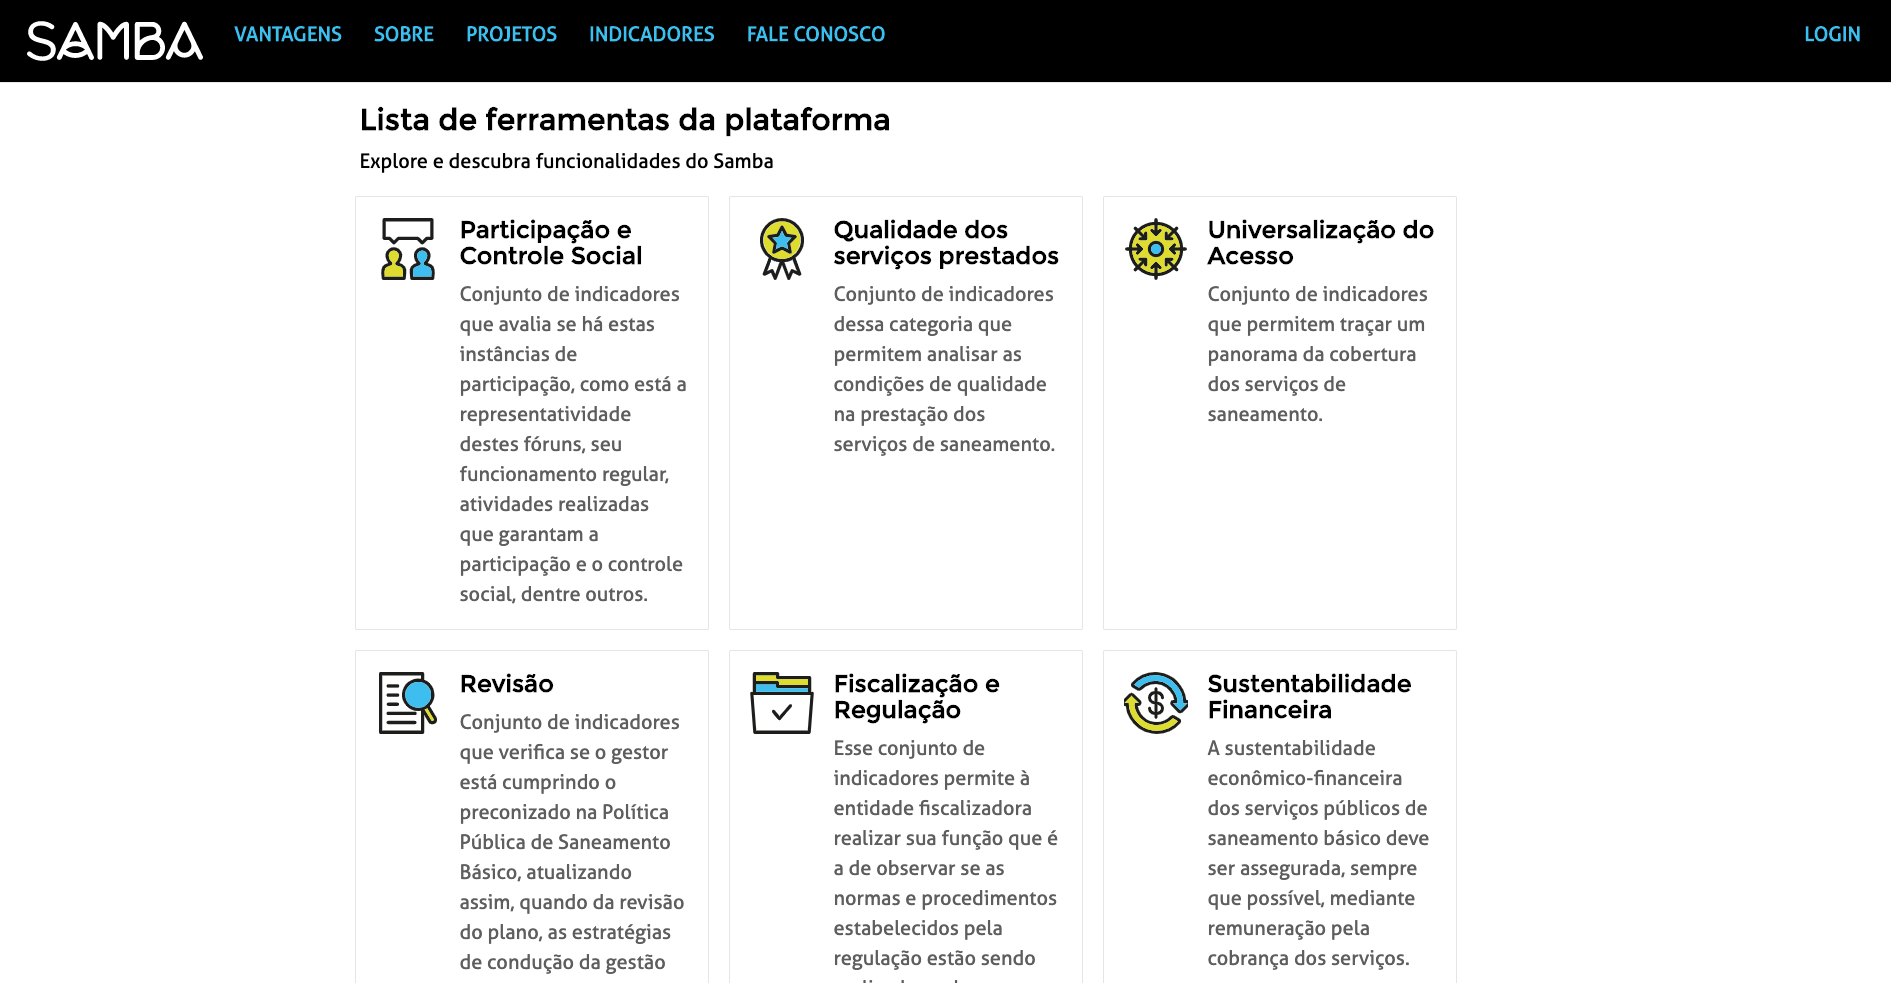 SAMBA
VANTAGENS SOBRE PROJETOS INDICADORES FALE CONOSCO LOGIN
Lista de ferramentas da plataforma
Explore e descubra funcionalidades do Samba
Participação e
Controle Social
Conjunto de indicadores
que avalia se há estas
instâncias de
participação, como está a
representatividade
destes fóruns, seu
funcionamento regular,
atividades realizadas
que garantam a
participação e o controle
social, dentre outros.
Qualidade dos
serviços prestados
Conjunto de indicadores
dessa categoria que
permitem analisar as
condições de qualidade
na prestação dos
serviços de saneamento.
Universalização do
Acesso
Conjunto de indicadores
que permitem traçar um
panorama da cobertura
dos serviços de
saneamento.
Revisão
Conjunto de indicadores
que verifica se o gestor
está cumprindo o
preconizado na Política
Pública de Saneamento
Básico, atualizando
assim, quando da revisão
do plano, as estratégias
de condução da gestão
Fiscalização e
Regulação
Esse conjunto de
indicadores permite à
entidade fiscalizadora
realizar sua função que é
a de observar se as
normas e procedimentos
estabelecidos pela
regulação estão sendo
Sustentabilidade
Financeira
A sustentabilidade
econômico-financeira
dos serviços públicos de
saneamento básico deve
ser assegurada, sempre
que possível, mediante
remuneração pela
cobrança dos serviços.